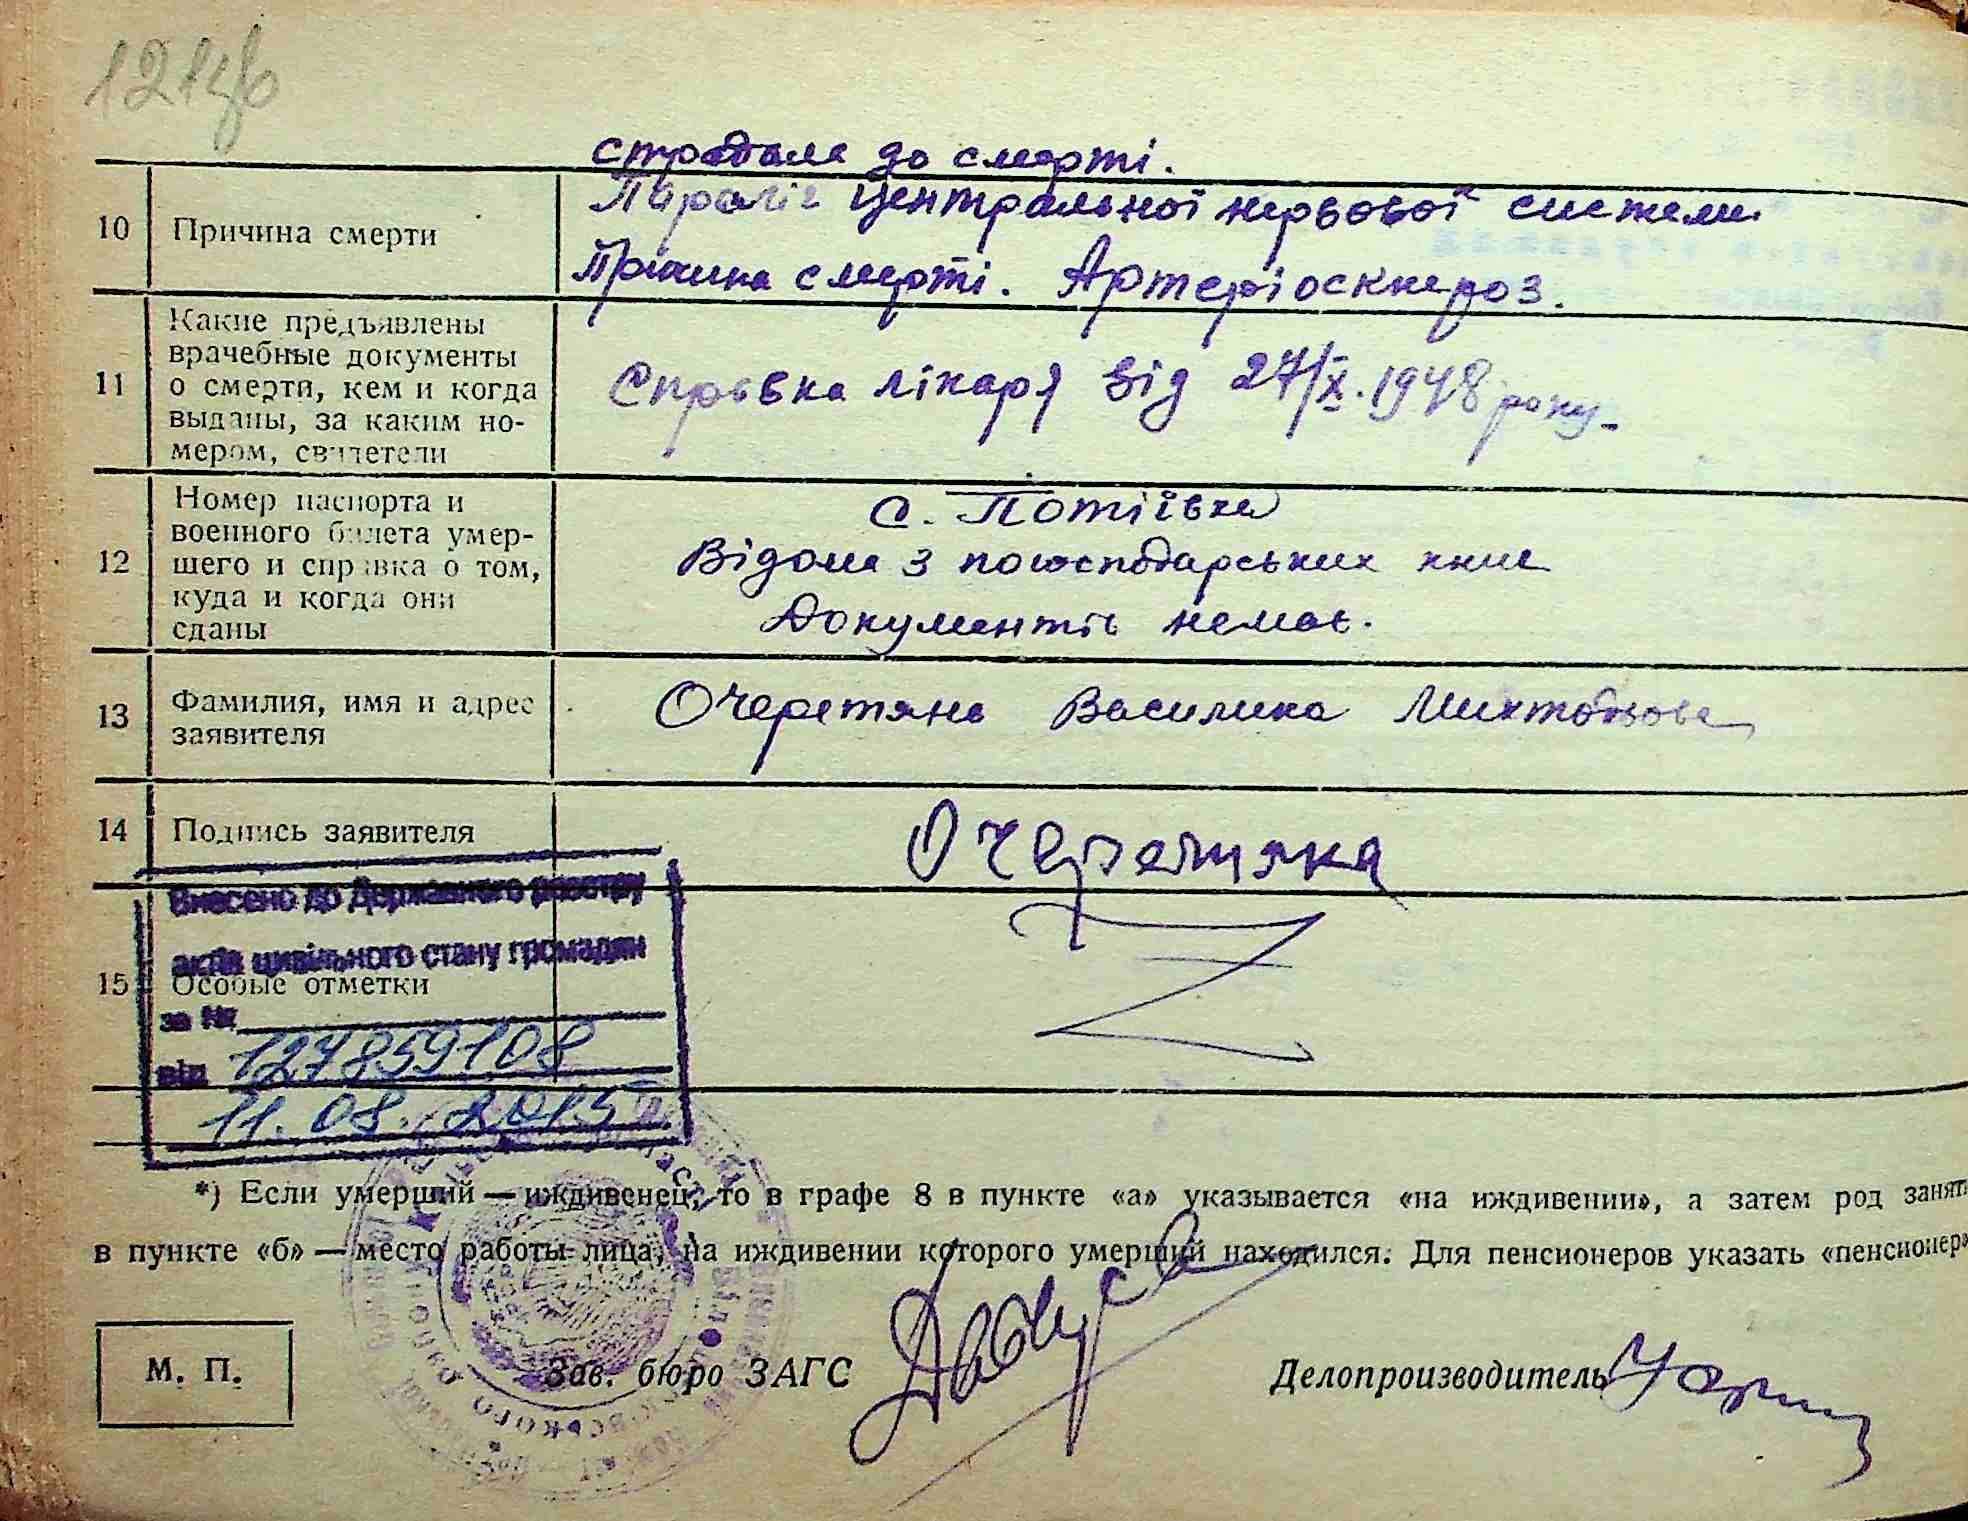 страдала до смерті.
10 Причина смерти
Параліч центральної нервової системи.
Причина смерті. Артеріосклероз.
11 Какие предъявлены
врачебные документы
о смерти, кем и когда
выданы, за каким но-
мером, свидетели
Справка лікаря від 27/X.1948 року
12 Номер паспорта и
военного билета умер-
шего и справка о том,
куда и когда они
сданы
с. Потіївка
Відома з погосподарських книг
Документів немає.
13 Фамилия, имя и адрес
заявителя
Очеретяна Василина
14 Подпись заявителя
Очеретяна
15 Особые отметки
Внесено до Державного реєстру
актів цивільного стану громадян
за №
127859108
від
11.08.2015
*) Если умерший — иждивенец, то в графе 8 в пункте «а» указывается «на иждивении», а затем род занят
в пункте «б» — место работы лица, на иждивении которого умерший находился. Для пенсионеров указать «пенсионер»
М. П.
Зав. бюро ЗАГС
Делопроизводитель